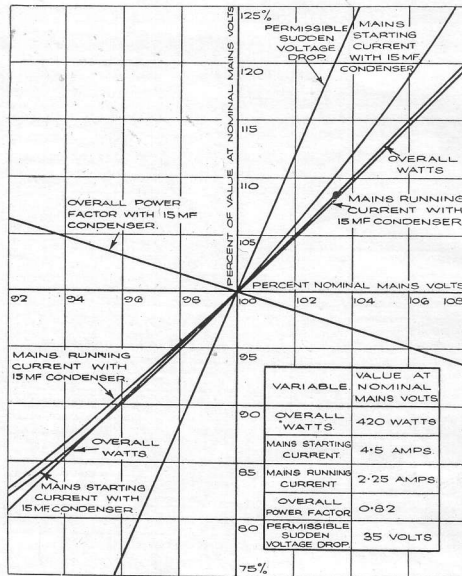 125%
PERMISSIBLE
SUDDEN
VOLTAGE
DROP.
MAINS
STARTING
CURRENT
WITH 15 MF
CONDENSER
120
115
OVERALL
WATTS
110
PERCENT OF VALUE AT NOMINAL MAINS VOLTS
OVERALL POWER
FACTOR WITH 15 MF
CONDENSER.
MAINS RUNNING
CURRENT WITH
15 MF CONDENSER
105
PERCENT NOMINAL MAINS VOLTS
92 94 96 98 100 102 104 106 108
MAINS RUNNING
CURRENT WITH
15 MF CONDENSER.
95
90
OVERALL
WATTS
85
MAINS STARTING
CURRENT WITH
15 MF. CONDENSER
80
75%
VARIABLE. VALUE AT
NOMINAL
MAINS VOLTS
OVERALL
WATTS. 420 WATTS
MAINS STARTING
CURRENT 4·5 AMPS.
MAINS RUNNING
CURRENT 2·25 AMPS.
OVERALL
POWER FACTOR 0·82
PERMISSIBLE
SUDDEN
VOLTAGE DROP. 35 VOLTS